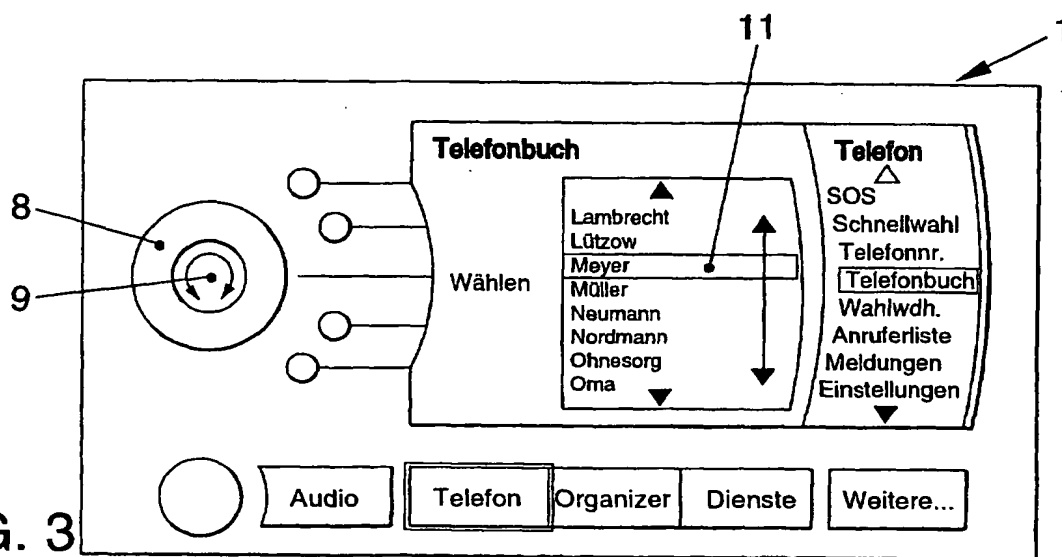 11
1
8
9
Telefonbuch
Lambrecht
Lützow
Meyer
Müller
Neumann
Nordmann
Ohnesorg
Oma
Wählen
Telefon
SOS
Schnellwahl
Telefonnr.
Telefonbuch
Wahlwdh.
Anruferliste
Meldungen
Einstellungen
Audio
Telefon
Organizer
Dienste
Weitere...
G. 3